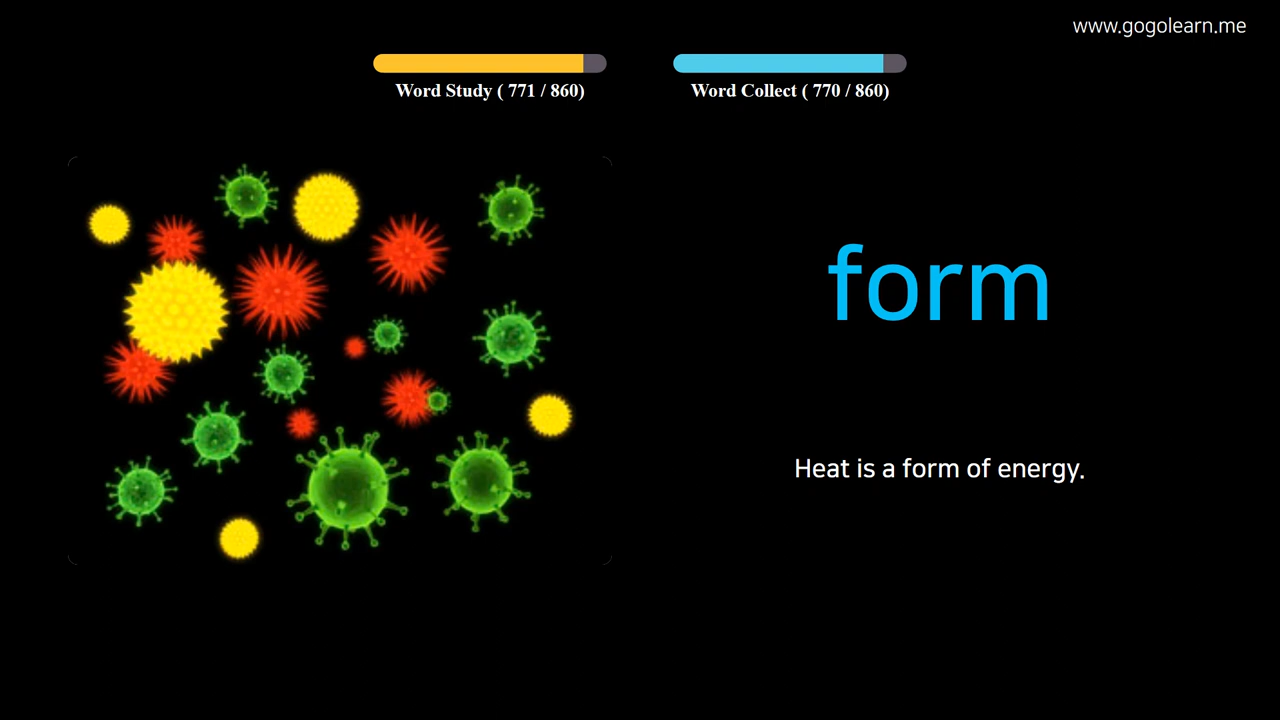 www.gogolearn.me
Word Study ( 771 / 860)
Word Collect ( 770 / 860)
form
Heat is a form of energy.